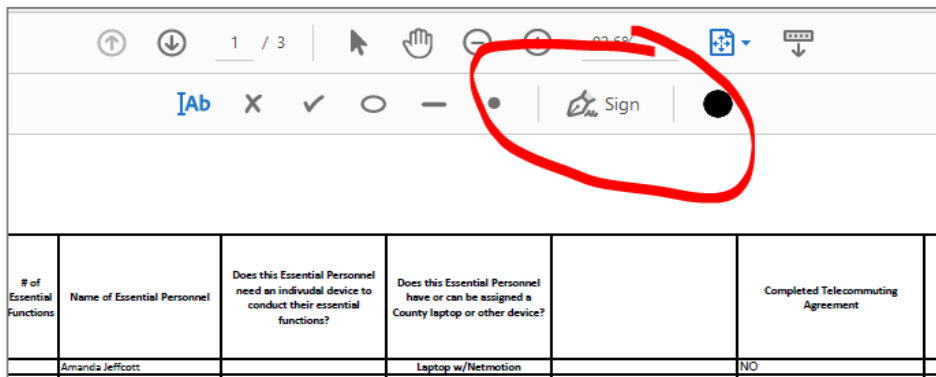 1 / 3
93.6%
Ab
Sign
# of
Essential
Functions
Name of Essential Personnel
Does this Essential Personnel
need an indivudal device to
conduct their essential
functions?
Does this Essential Personnel
have or can be assigned a
County laptop or other device?
Completed Telecommuting
Agreement
Amanda Jeffcott
Laptop w/Netmotion
NO